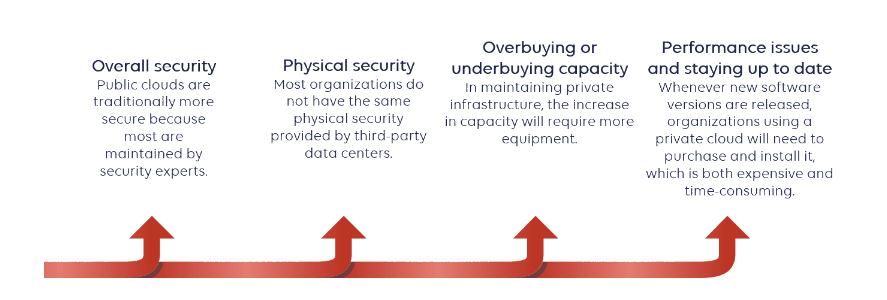 Overall security
Public clouds are
traditionally more
secure because
most are
maintained by
security experts.
Physical security
Most organizations do
not have the same
physical security
provided by third-party
data centers.
Overbuying or
underbuying capacity
In maintaining private
infrastructure, the increase
in capacity will require more
equipment.
Performance issues
and staying up to date
Whenever new software
versions are released,
organizations using a
private cloud will need to
purchase and install it,
which is both expensive and
time-consuming.